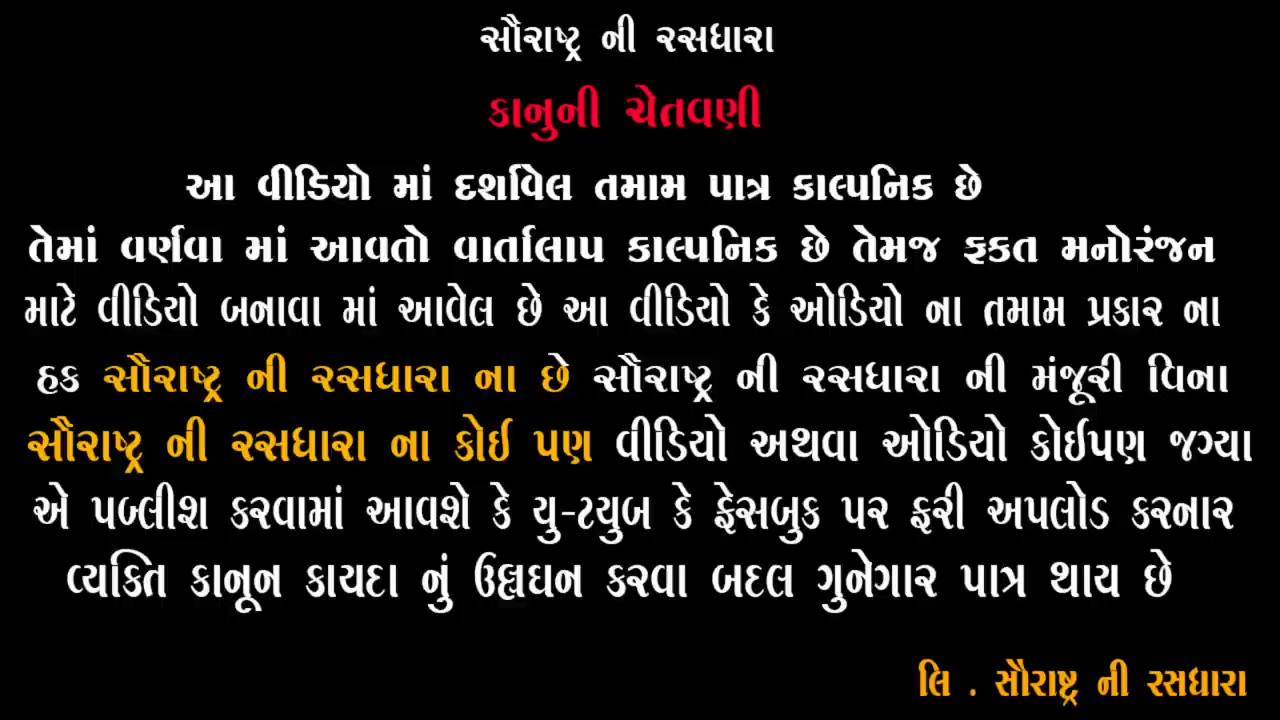 સૌરાષ્ટ્ર ની રસધારા
કાનુની ચેતવણી
આ વીડિયો માં દર્શાવેલ તમામ પાત્ર કાલ્પનિક છે
તેમાં વર્ણવા માં આવતો વાર્તાલાપ કાલ્પનિક છે તેમજ ફકત મનોરંજન
માટે વીડિયો બનાવા માં આવેલ છે આ વીડિયો કે ઓડિયો ના તમામ પ્રકાર ના
હક સૌરાષ્ટ્ર ની રસધારા ના છે સૌરાષ્ટ્ર ની રસધારા ની મંજૂરી વિના
સૌરાષ્ટ્ર ની રસધારા ના કોઈ પણ વીડિયો અથવા ઓડિયો કોઈપણ જગ્યા
એ પબ્લીશ કરવામાં આવશે કે યુ-ટયુબ કે ફેસબુક પર ફરી અપલોડ કરનાર
વ્યક્તિ કાનૂન કાયદા નું ઉલ્લઘન કરવા બદલ ગુનેગાર પાત્ર થાય છે
લિ . સૌરાષ્ટ્ર ની રસધારા